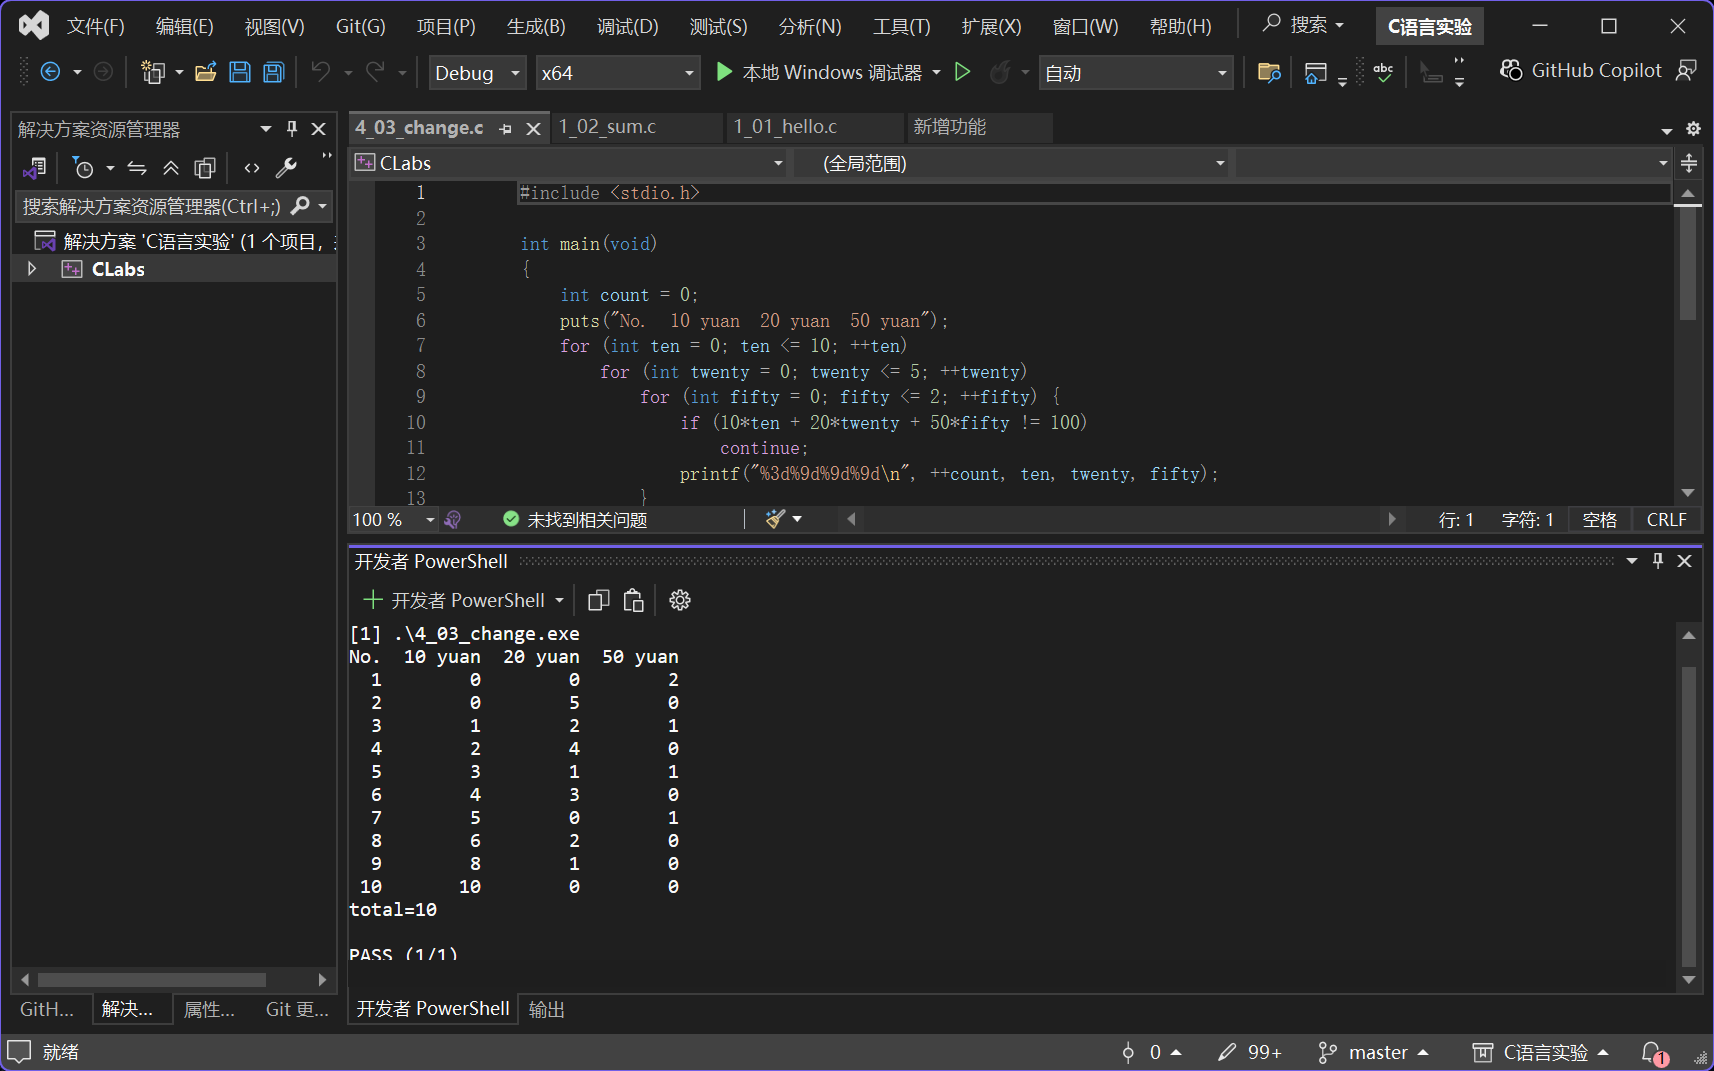 文件(F) 编辑(E) 视图(V) Git(G) 项目(P) 生成(B) 调试(D) 测试(S) 分析(N) 工具(T) 扩展(X) 窗口(W) 帮助(H) 搜索 C语言实验
Debug x64 本地 Windows 调试器 自动 abc GitHub Copilot
解决方案资源管理器
搜索解决方案资源管理器(Ctrl+;)
解决方案 'C语言实验' (1 个项目,
CLabs
4_03_change.c 1_02_sum.c 1_01_hello.c 新增功能
CLabs (全局范围)
1 #include <stdio.h>
2
3 int main(void)
4 {
5 int count = 0;
6 puts("No.  10 yuan  20 yuan  50 yuan");
7 for (int ten = 0; ten <= 10; ++ten)
8 for (int twenty = 0; twenty <= 5; ++twenty)
9 for (int fifty = 0; fifty <= 2; ++fifty) {
10 if (10*ten + 20*twenty + 50*fifty != 100)
11 continue;
12 printf("%3d%9d%9d%9d\n", ++count, ten, twenty, fifty);
13 }
100 % 未找到相关问题 行: 1 字符: 1 空格 CRLF
开发者 PowerShell
开发者 PowerShell
[1] .\4_03_change.exe
No.  10 yuan  20 yuan  50 yuan
1 0 0 2
2 0 5 0
3 1 2 1
4 2 4 0
5 3 1 1
6 4 3 0
7 5 0 1
8 6 2 0
9 8 1 0
10 10 0 0
total=10
PASS (1/1)
GitH... 解决... 属性... Git 更... 开发者 PowerShell 输出
就绪 0 99+ master C语言实验 1